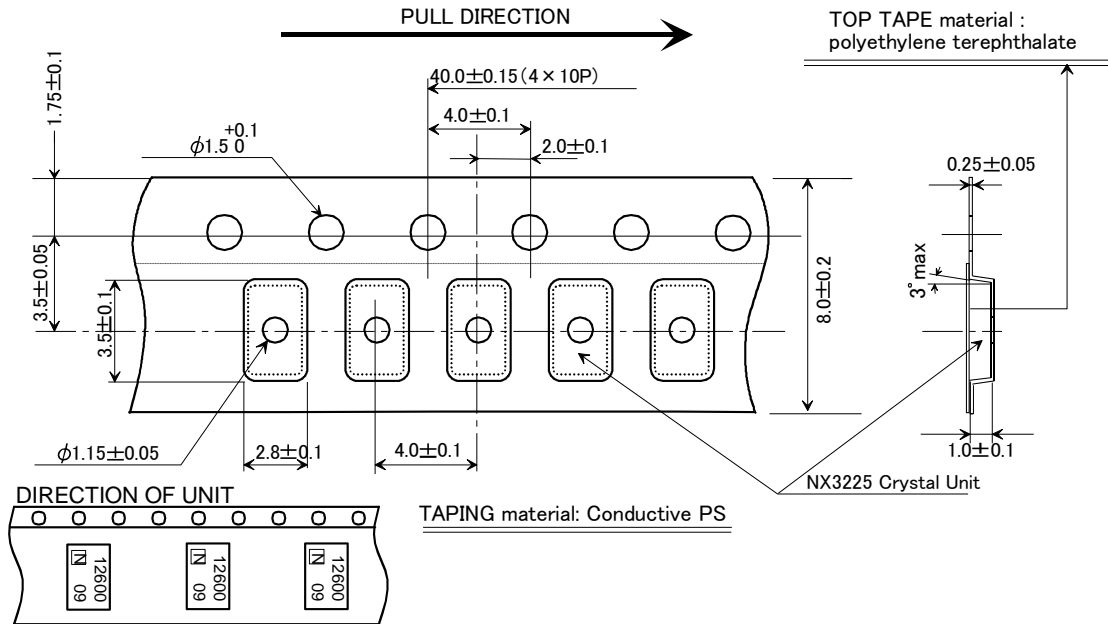 PULL DIRECTION
TOP TAPE material :
polyethylene terephthalate
1.75±0.1
40.0±0.15(4×10P)
4.0±0.1
+0.1
φ1.5 0
2.0±0.1
0.25±0.05
3.5±0.05
3.5±0.1
8.0±0.2
3°max
φ1.15±0.05
2.8±0.1
4.0±0.1
1.0±0.1
NX3225 Crystal Unit
DIRECTION OF UNIT
TAPING material: Conductive PS
12600
N 09
12600
N 09
12600
N 09